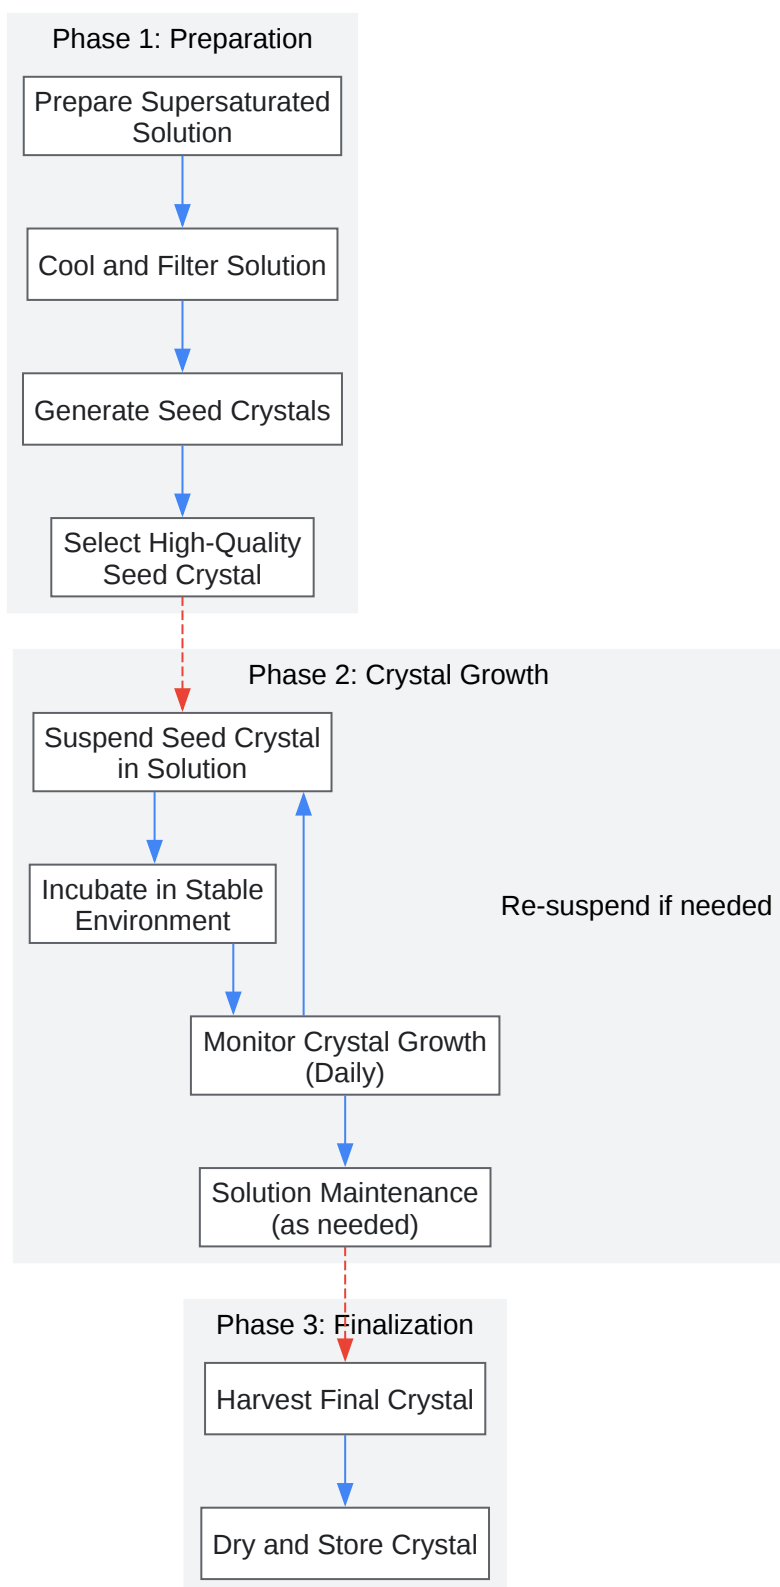 Phase 1: Preparation
Prepare Supersaturated
Solution
Cool and Filter Solution
Generate Seed Crystals
Select High-Quality
Seed Crystal
Phase 2: Crystal Growth
Suspend Seed Crystal
in Solution
Incubate in Stable
Environment
Re-suspend if needed
Monitor Crystal Growth
(Daily)
Solution Maintenance
(as needed)
Phase 3: Finalization
Harvest Final Crystal
Dry and Store Crystal